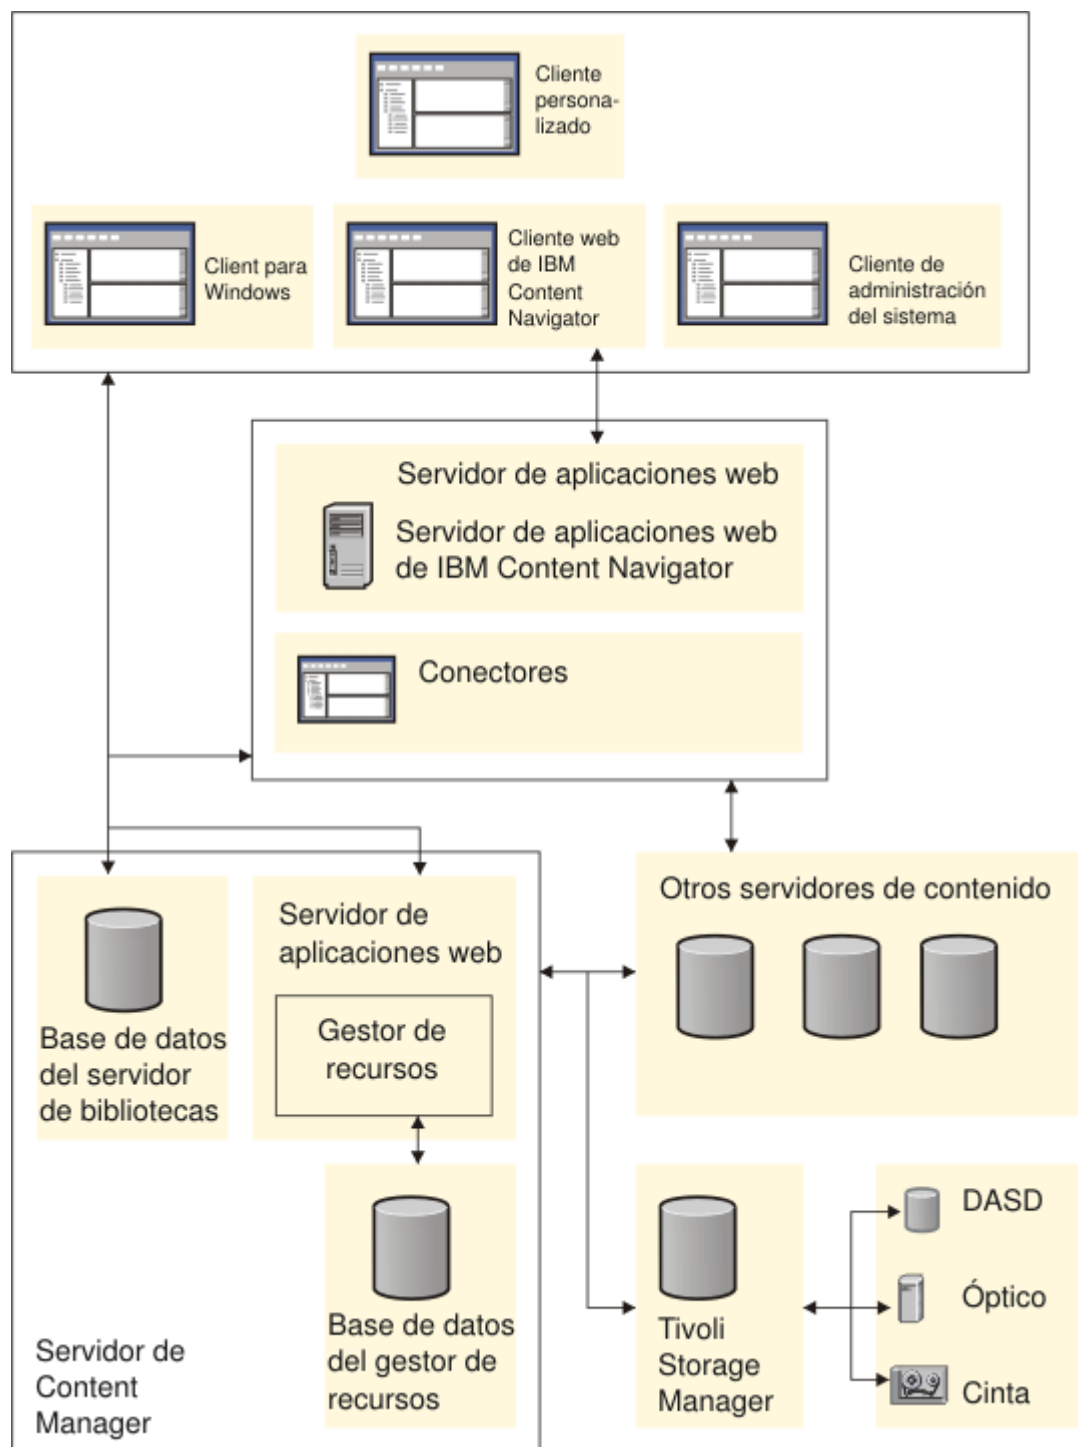 Cliente
persona-
lizado
Client para
Windows
Cliente web
de IBM
Content
Navigator
Cliente de
administración
del sistema
Servidor de aplicaciones web
Servidor de aplicaciones web
de IBM Content Navigator
Conectores
Servidor de
aplicaciones web
Gestor de
recursos
Base de datos
del servidor
de bibliotecas
Base de datos
del gestor de
recursos
Servidor de
Content
Manager
Otros servidores de contenido
Tivoli
Storage
Manager
DASD
Óptico
Cinta